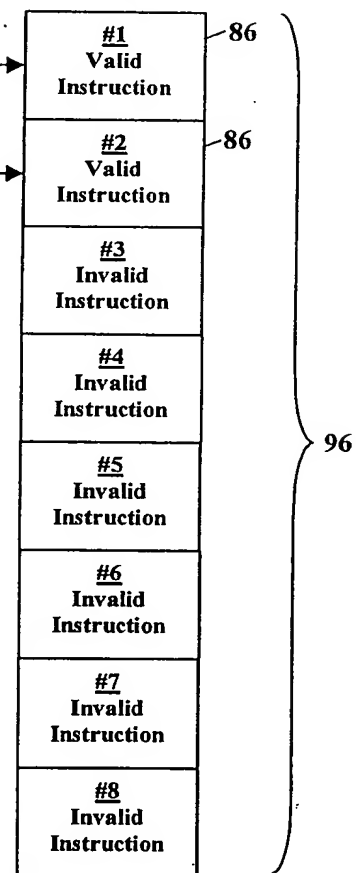 #1
Valid
Instruction
86
#2
Valid
Instruction
86
#3
Invalid
Instruction
#4
Invalid
Instruction
#5
Invalid
Instruction
96
#6
Invalid
Instruction
#7
Invalid
Instruction
#8
Invalid
Instruction